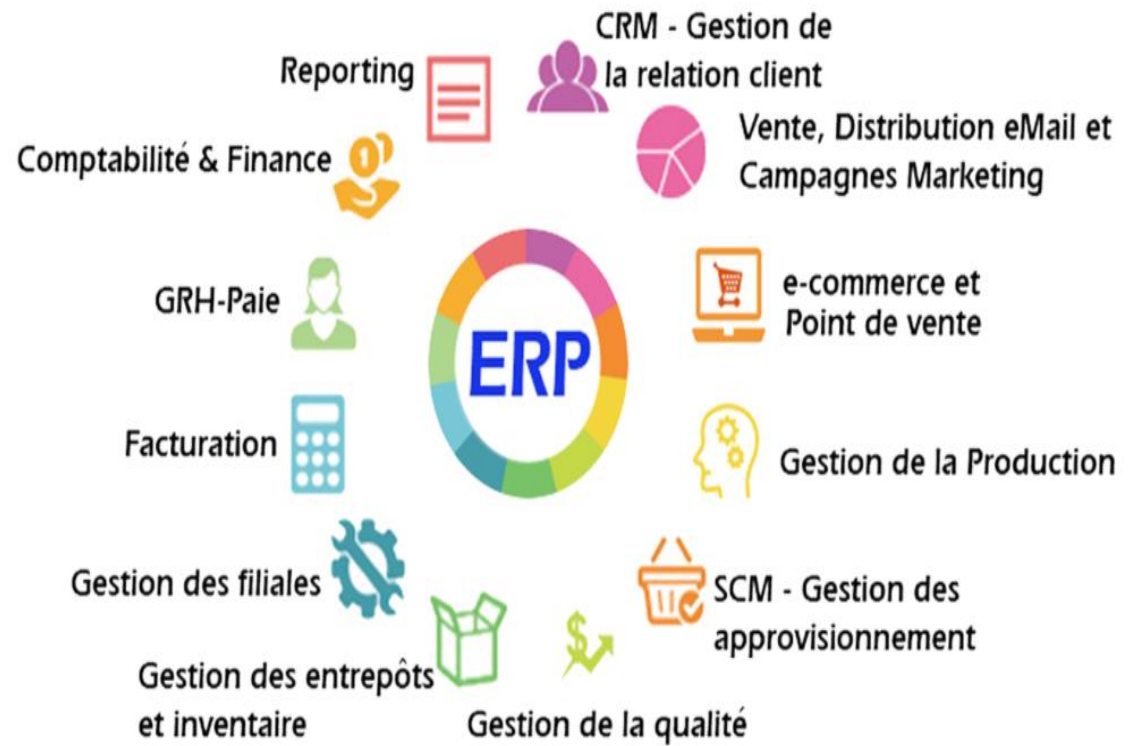 CRM - Gestion de
la relation client
Reporting
Vente, Distribution eMail et
Campagnes Marketing
Comptabilité & Finance
e-commerce et
Point de vente
GRH-Paie
ERP
Facturation
Gestion de la Production
Gestion des filiales
SCM - Gestion des
approvisionnement
Gestion des entrepôts
et inventaire
Gestion de la qualité